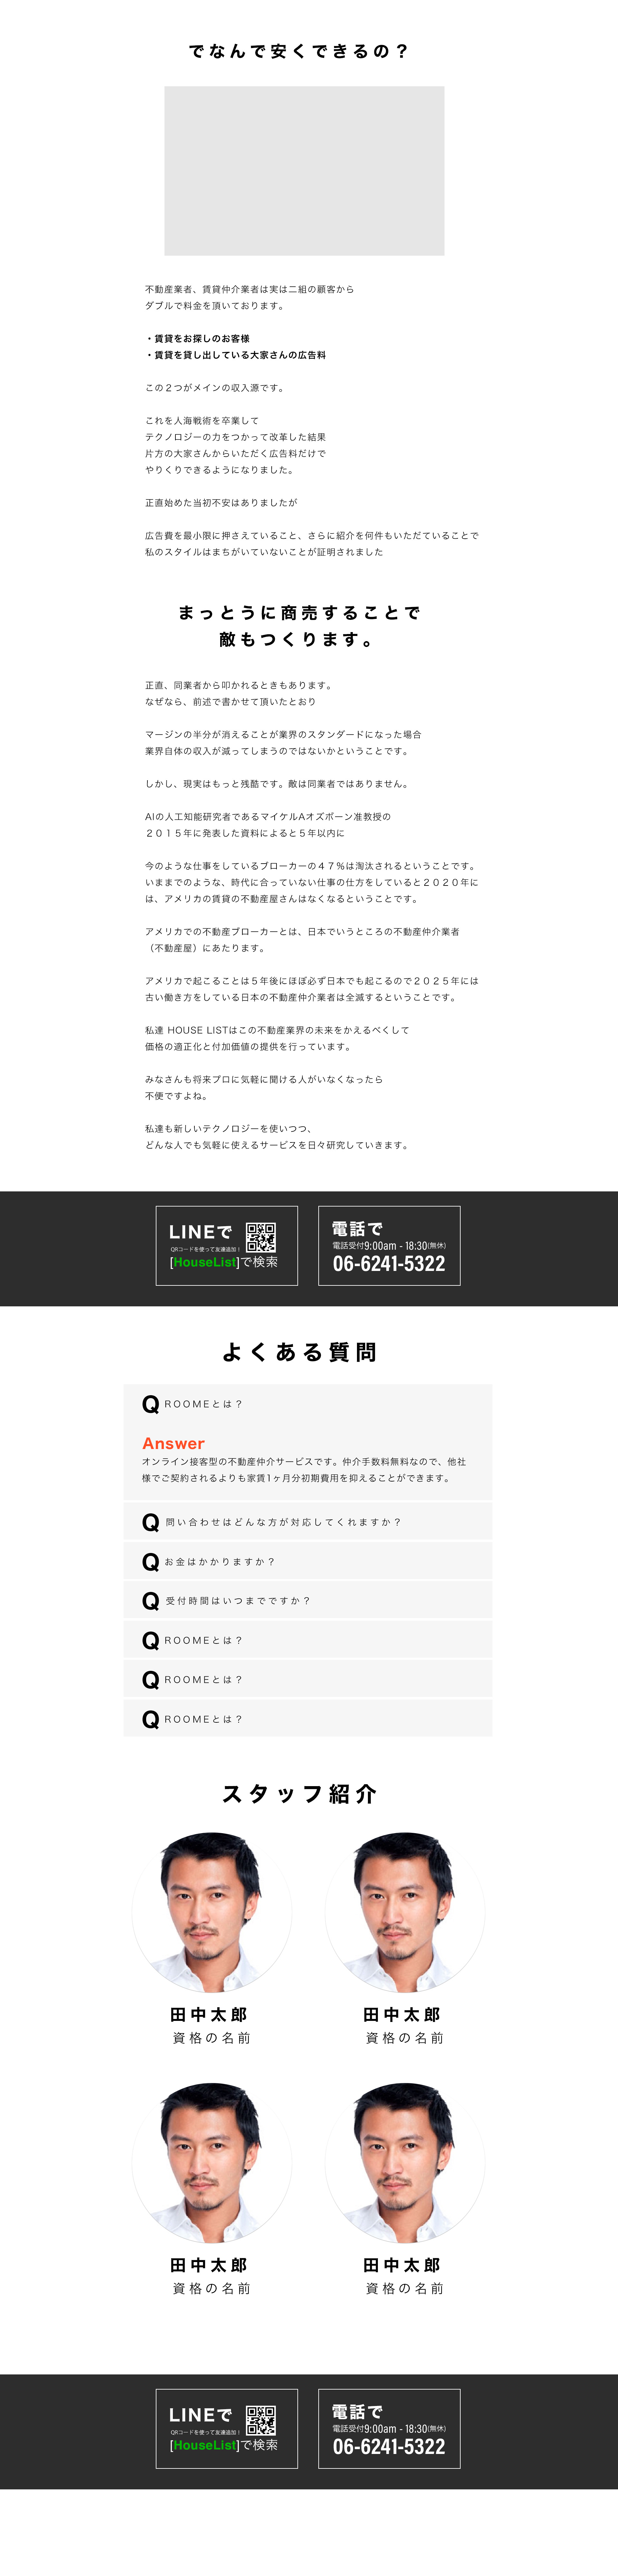 でなんで安くできるの？
不動産業者、賃貸仲介業者は実は二組の顧客から
ダブルで料金を頂いております。
・賃貸をお探しのお客様
・賃貸を貸し出している大家さんの広告料
この２つがメインの収入源です。
これを人海戦術を卒業して
テクノロジーの力をつかって改革した結果
片方の大家さんからいただく広告料だけで
やりくりできるようになりました。
正直始めた当初不安はありましたが
広告費を最小限に押さえていること、さらに紹介を何件もいただていることで
私のスタイルはまちがいていないことが証明されました
まっとうに商売することで
敵もつくります。
正直、同業者から叩かれるときもあります。
なぜなら、前述で書かせて頂いたとおり
マージンの半分が消えることが業界のスタンダードになった場合
業界自体の収入が減ってしまうのではないかということです。
しかし、現実はもっと残酷です。敵は同業者ではありません。
AIの人工知能研究者であるマイケルAオズボーン准教授の
２０１５年に発表した資料によると５年以内に
今のような仕事をしているブローカーの４７%は淘汰されるということです。
いままでのような、時代に合っていない仕事の仕方をしていると２０２０年に
は、アメリカの賃貸の不動産屋さんはなくなるということです。
アメリカでの不動産ブローカーとは、日本でいうところの不動産仲介業者
（不動産屋）にあたります。
アメリカで起こることは５年後にほぼ必ず日本でも起こるので２０２５年には
古い働き方をしている日本の不動産仲介業者は全滅するということです。
私達 HOUSE LISTはこの不動産業界の未来をかえるべくして
価格の適正化と付加価値の提供を行っています。
みなさんも将来プロに気軽に聞ける人がいなくなったら
不便ですよね。
私達も新しいテクノロジーを使いつつ、
どんな人でも気軽に使えるサービスを日々研究していきます。
LINEで
QRコードを使って友達追加！
[HouseList]で検索
電話で
電話受付9:00am - 18:30(無休)
06-6241-5322
よくある質問
Q ROOMEとは？
Answer
オンライン接客型の不動産仲介サービスです。仲介手数料無料なので、他社
様でご契約されるよりも家賃1ヶ月分初期費用を抑えることができます。
Q 問い合わせはどんな方が対応してくれますか？
Q お金はかかりますか？
Q 受付時間はいつまでですか？
Q ROOMEとは？
Q ROOMEとは？
Q ROOMEとは？
スタッフ紹介
田中太郎
資格の名前
田中太郎
資格の名前
田中太郎
資格の名前
田中太郎
資格の名前
LINEで
QRコードを使って友達追加！
[HouseList]で検索
電話で
電話受付9:00am - 18:30(無休)
06-6241-5322